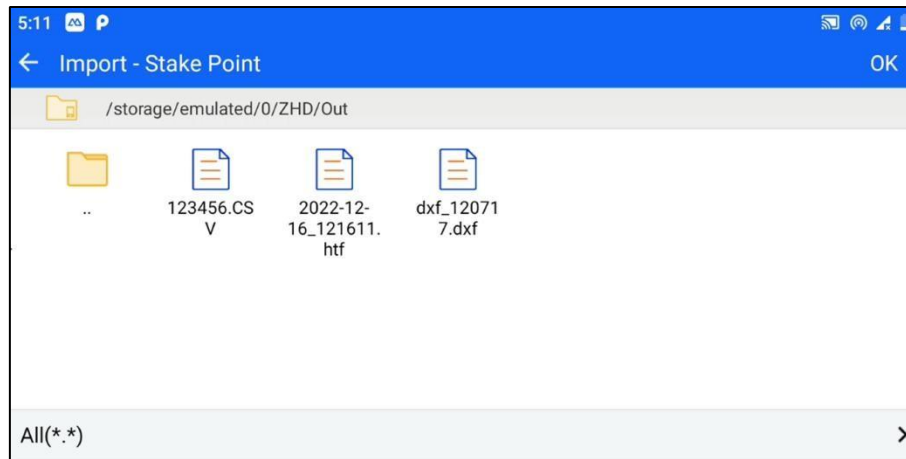 5:11
Import - Stake Point
OK
/storage/emulated/0/ZHD/Out
..
123456.CS
V
2022-12-
16_121611.
htf
dxf_12071
7.dxf
All(*.*)